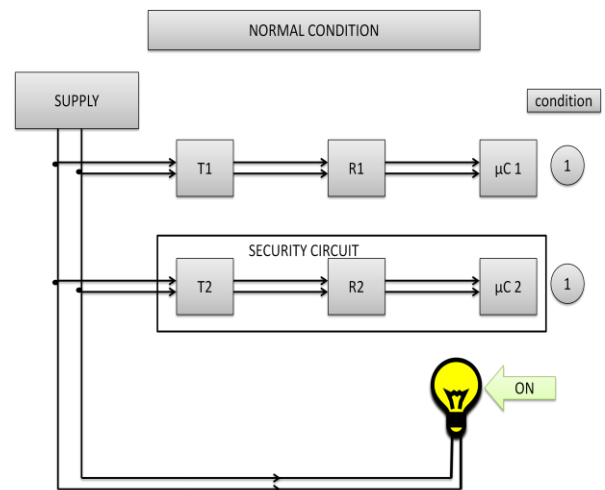 NORMAL CONDITION
SUPPLY
condition
T1
R1
µC 1
1
SECURITY CIRCUIT
T2
R2
µC 2
1
ON